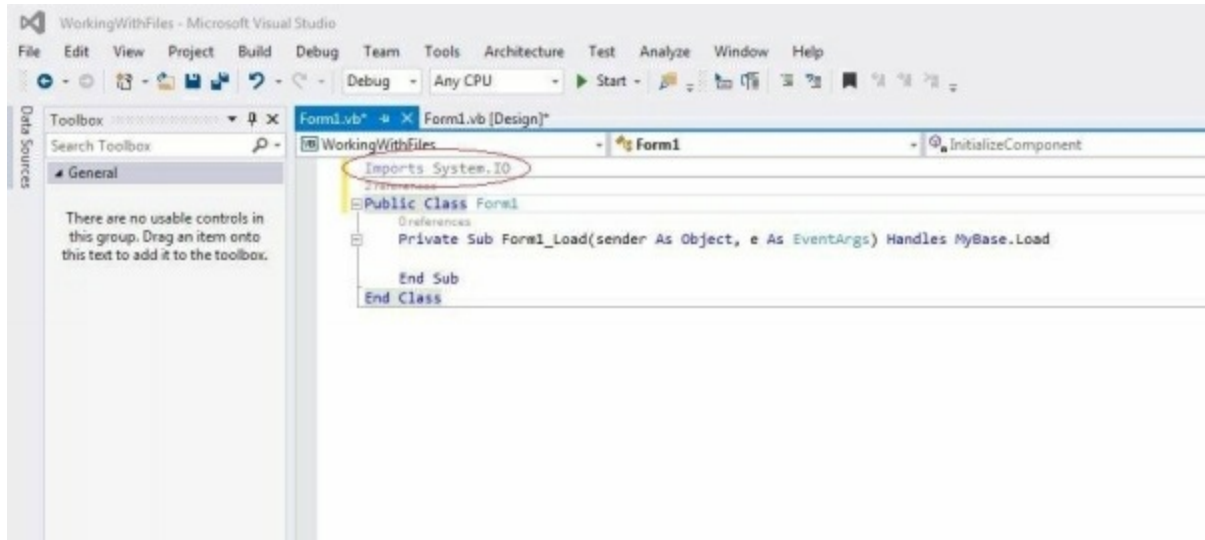 WorkingWithFiles - Microsoft Visual Studio
File Edit View Project Build Debug Team Tools Architecture Test Analyze Window Help
Debug Any CPU Start
Data Sources
Toolbox
Form1.vb* Form1.vb [Design]*
Search Toolbox
VB WorkingWithFiles Form1 InitializeComponent
General
There are no usable controls in
this group. Drag an item onto
this text to add it to the toolbox.
Imports System.IO
2 references
Public Class Form1
0 references
Private Sub Form1_Load(sender As Object, e As EventArgs) Handles MyBase.Load
End Sub
End Class